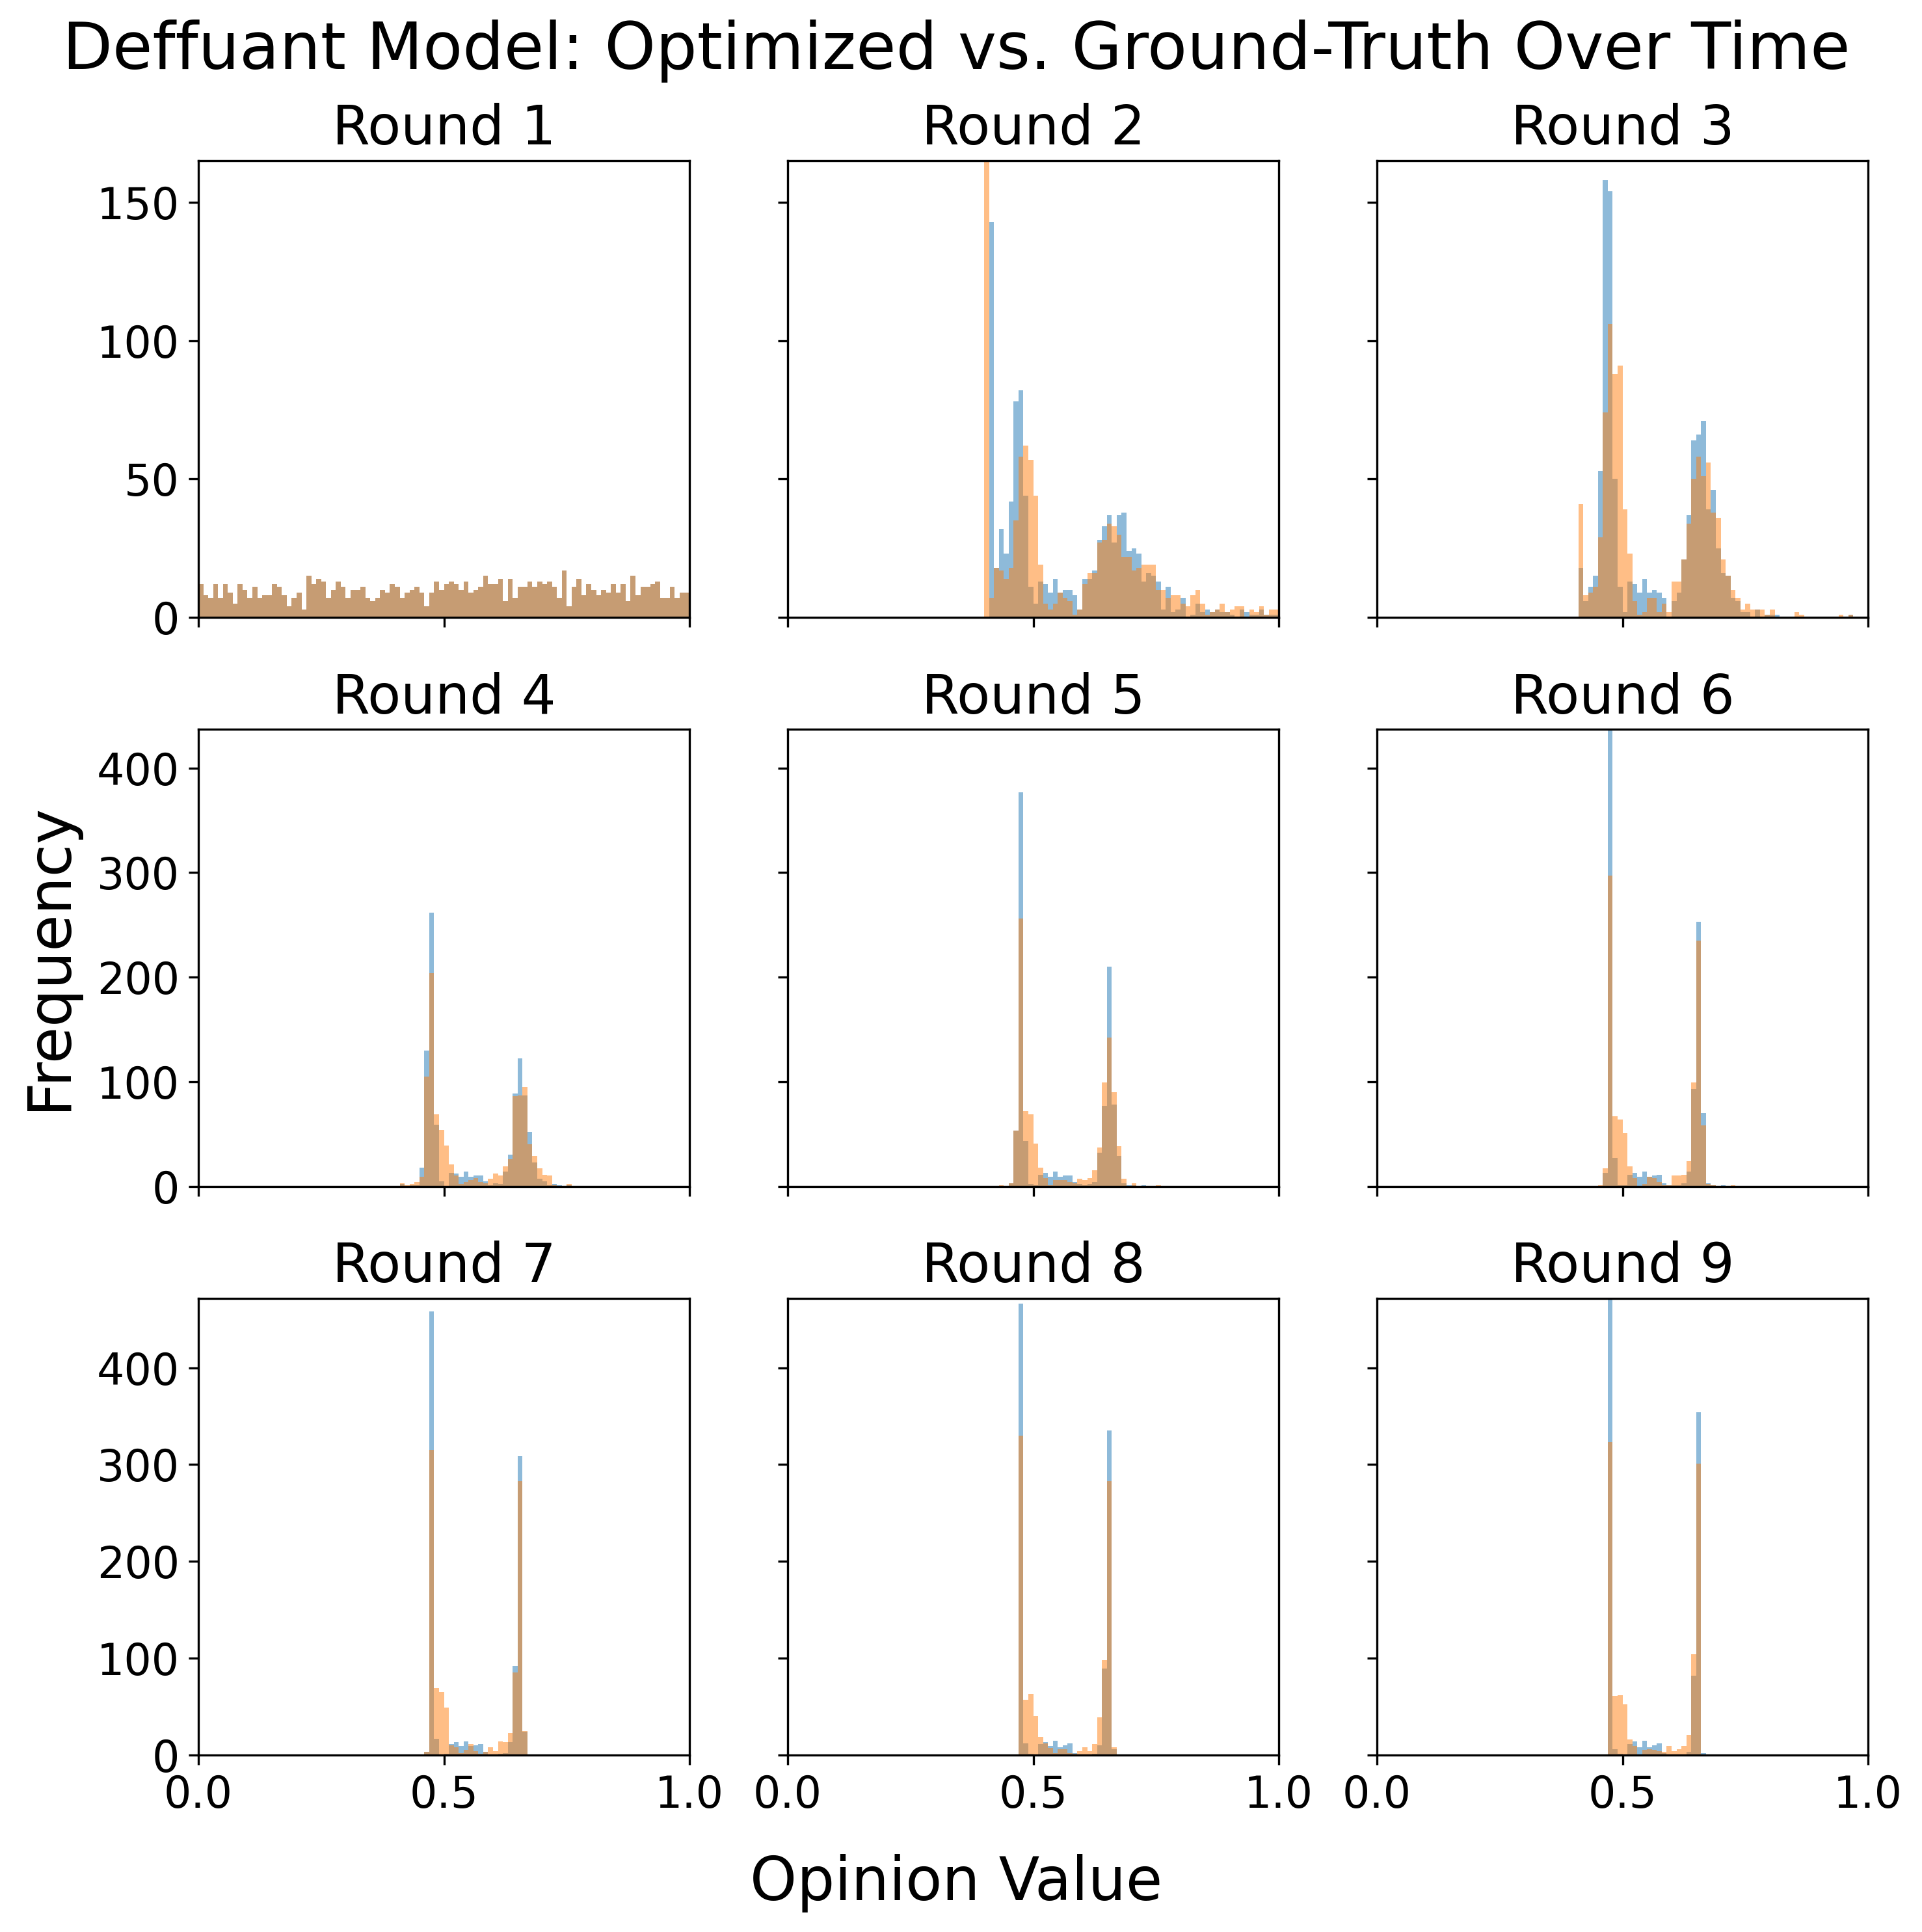 Deffuant Model: Optimized vs. Ground-Truth Over Time
Round 1
Round 2
Round 3
150
100
50
0
Round 4
Round 5
Round 6
400
300
200
100
0
Frequency
Round 7
Round 8
Round 9
400
300
200
100
0
0.0 0.5 1.0 0.0 0.5 1.0 0.0 0.5 1.0
Opinion Value